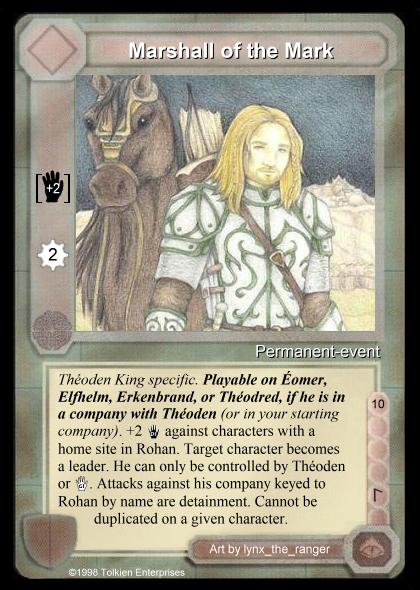 Marshall of the Mark
+2
2
Permanent-event
Théoden King specific. Playable on Éomer,
Elfhelm, Erkenbrand, or Théodred, if he is in
a company with Théoden (or in your starting
company). +2 against characters with a
home site in Rohan. Target character becomes
a leader. He can only be controlled by Théoden
or GI. Attacks against his company keyed to
Rohan by name are detainment. Cannot be
duplicated on a given character.
10
7
Art by lynx_the_ranger
©1998 Tolkien Enterprises